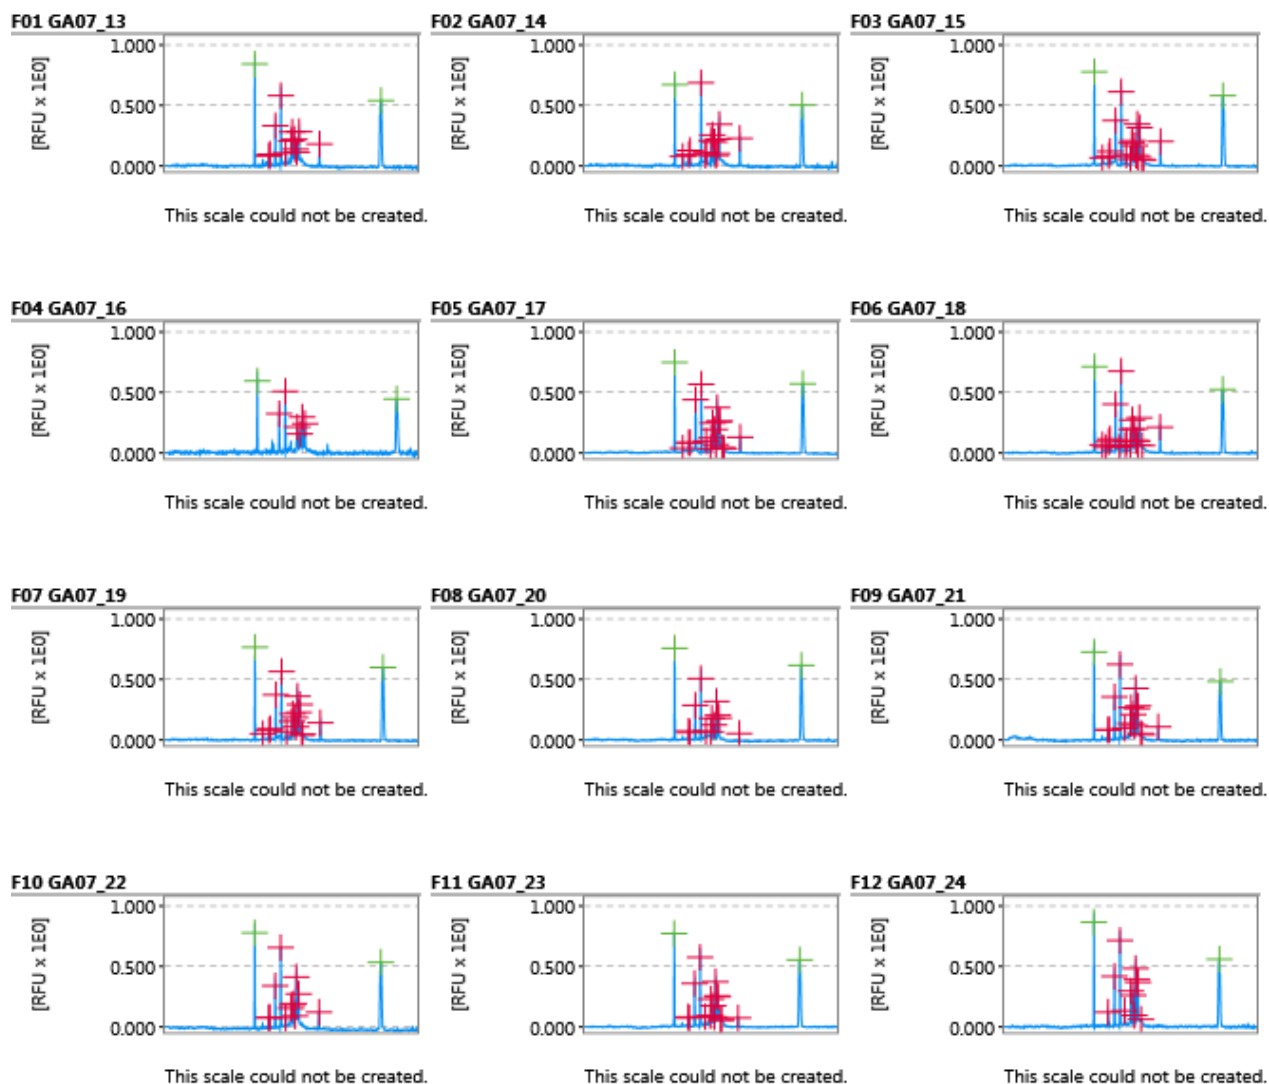 F01 GA07_13 F02 GA07_14 F03 GA07_15
[RFU x 1E0] 1.000 [RFU x 1E0] 1.000 [RFU x 1E0] 1.000
0.500 0.500 0.500
0.000 0.000 0.000
This scale could not be created. This scale could not be created. This scale could not be created.
F04 GA07_16 F05 GA07_17 F06 GA07_18
[RFU x 1E0] 1.000 [RFU x 1E0] 1.000 [RFU x 1E0] 1.000
0.500 0.500 0.500
0.000 0.000 0.000
This scale could not be created. This scale could not be created. This scale could not be created.
F07 GA07_19 F08 GA07_20 F09 GA07_21
[RFU x 1E0] 1.000 [RFU x 1E0] 1.000 [RFU x 1E0] 1.000
0.500 0.500 0.500
0.000 0.000 0.000
This scale could not be created. This scale could not be created. This scale could not be created.
F10 GA07_22 F11 GA07_23 F12 GA07_24
[RFU x 1E0] 1.000 [RFU x 1E0] 1.000 [RFU x 1E0] 1.000
0.500 0.500 0.500
0.000 0.000 0.000
This scale could not be created. This scale could not be created. This scale could not be created.